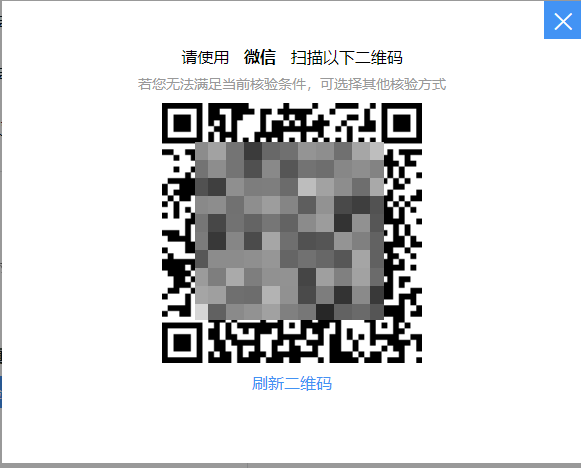 请使用 微信 扫描以下二维码
若您无法满足当前核验条件，可选择其他核验方式
刷新二维码